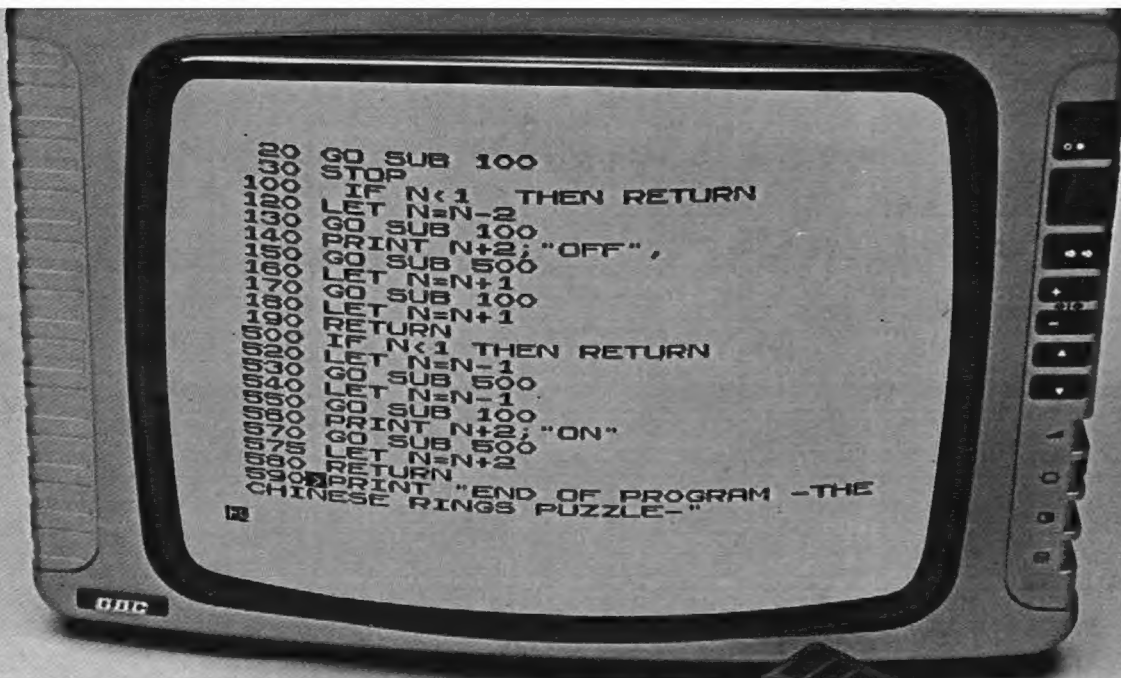 20 GO SUB 100
30 STOP
100 IF N<1 THEN RETURN
120 LET N=N-2
130 GO SUB 100
140 PRINT N+2;"OFF",
150 GO SUB 500
160 LET N=N+1
170 GO SUB 100
180 LET N=N+1
190 RETURN
500 IF N<1 THEN RETURN
520 LET N=N-1
530 GO SUB 500
540 LET N=N-1
550 GO SUB 100
560 PRINT N+2;"ON"
570 GO SUB 500
575 LET N=N+2
580 RETURN
590>PRINT "END OF PROGRAM -THE
CHINESE RINGS PUZZLE-"
GBC